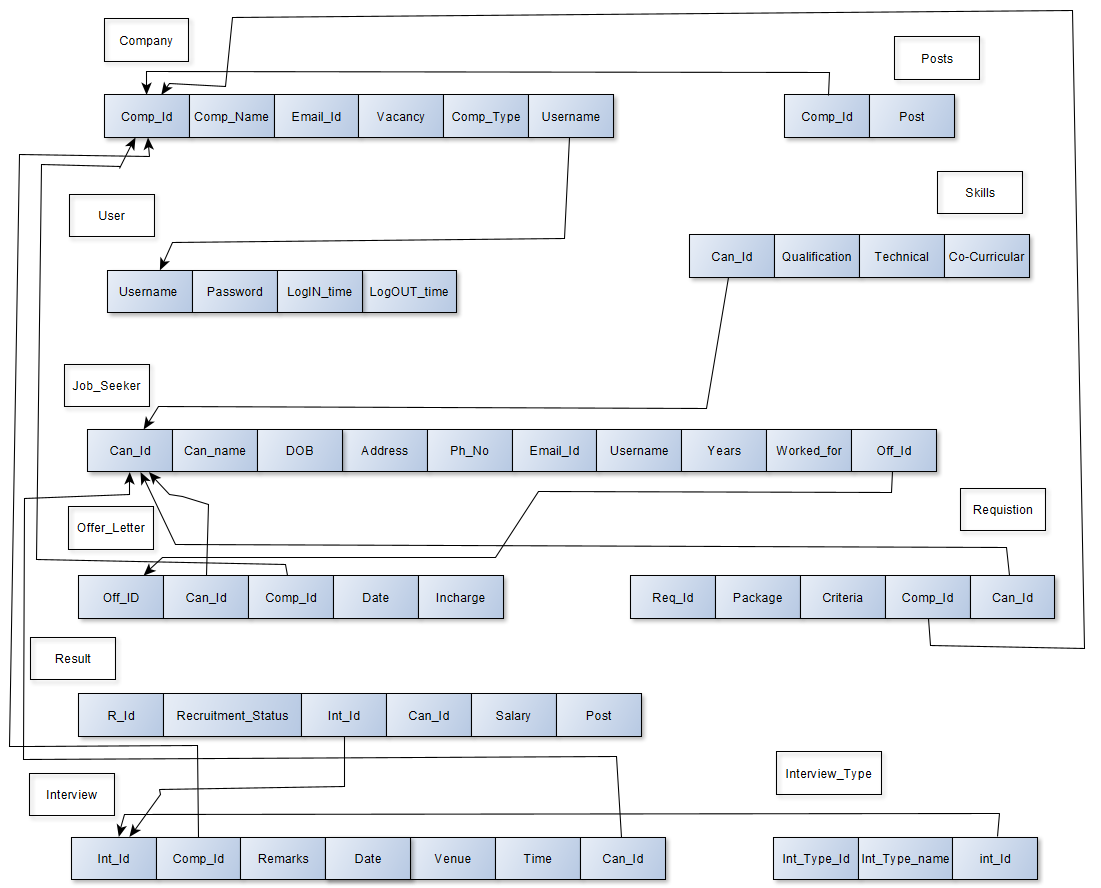 Company
Posts
Comp_Id Comp_Name Email_Id Vacancy Comp_Type Username
Comp_Id Post
Skills
User
Can_Id Qualification Technical Co-Curricular
Username Password LogIN_time LogOUT_time
Job_Seeker
Can_Id Can_name DOB Address Ph_No Email_Id Username Years Worked_for Off_Id
Requistion
Offer_Letter
Off_ID Can_Id Comp_Id Date Incharge
Req_Id Package Criteria Comp_Id Can_Id
Result
R_Id Recruitment_Status Int_Id Can_Id Salary Post
Interview_Type
Interview
Int_Id Comp_Id Remarks Date Venue Time Can_Id
Int_Type_Id Int_Type_name int_Id